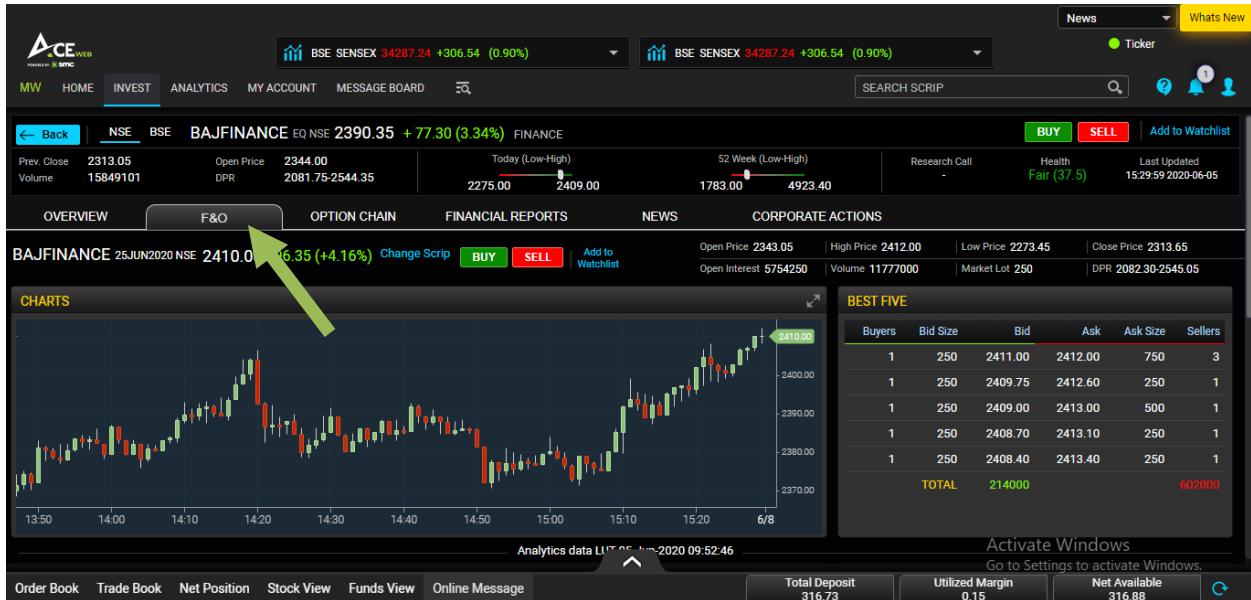 News
Whats New
ACE WEB
POWERED BY smc
BSE SENSEX 34287.24 +306.54 (0.90%)
BSE SENSEX 34287.24 +306.54 (0.90%)
Ticker
MW HOME INVEST ANALYTICS MY ACCOUNT MESSAGE BOARD
SEARCH SCRIP
1
Back NSE BSE BAJFINANCE EQ NSE 2390.35 + 77.30 (3.34%) FINANCE
BUY SELL Add to Watchlist
Prev. Close 2313.05 Open Price 2344.00 Today (Low-High) 52 Week (Low-High) Research Call Health Last Updated
Volume 15849101 DPR 2081.75-2544.35 2275.00 2409.00 1783.00 4923.40 - Fair (37.5) 15:29:59 2020-06-05
OVERVIEW F&O OPTION CHAIN FINANCIAL REPORTS NEWS CORPORATE ACTIONS
BAJFINANCE 25JUN2020 NSE 2410.0 6.35 (+4.16%) Change Scrip BUY SELL Add to Watchlist
Open Price 2343.05 High Price 2412.00 Low Price 2273.45 Close Price 2313.65
Open Interest 5754250 Volume 11777000 Market Lot 250 DPR 2082.30-2545.05
CHARTS
2410.00
2400.00
2390.00
2380.00
2370.00
13:50 14:00 14:10 14:20 14:30 14:40 14:50 15:00 15:10 15:20 6/8
BEST FIVE
Buyers Bid Size Bid Ask Ask Size Sellers
1 250 2411.00 2412.00 750 3
1 250 2409.75 2412.60 250 1
1 250 2409.00 2413.00 500 1
1 250 2408.70 2413.10 250 1
1 250 2408.40 2413.40 250 1
TOTAL 214000 602000
Analytics data LUT 05-Jun-2020 09:52:46
Activate Windows
Go to Settings to activate Windows.
Order Book Trade Book Net Position Stock View Funds View Online Message
Total Deposit 316.73
Utilized Margin 0.15
Net Available 316.88